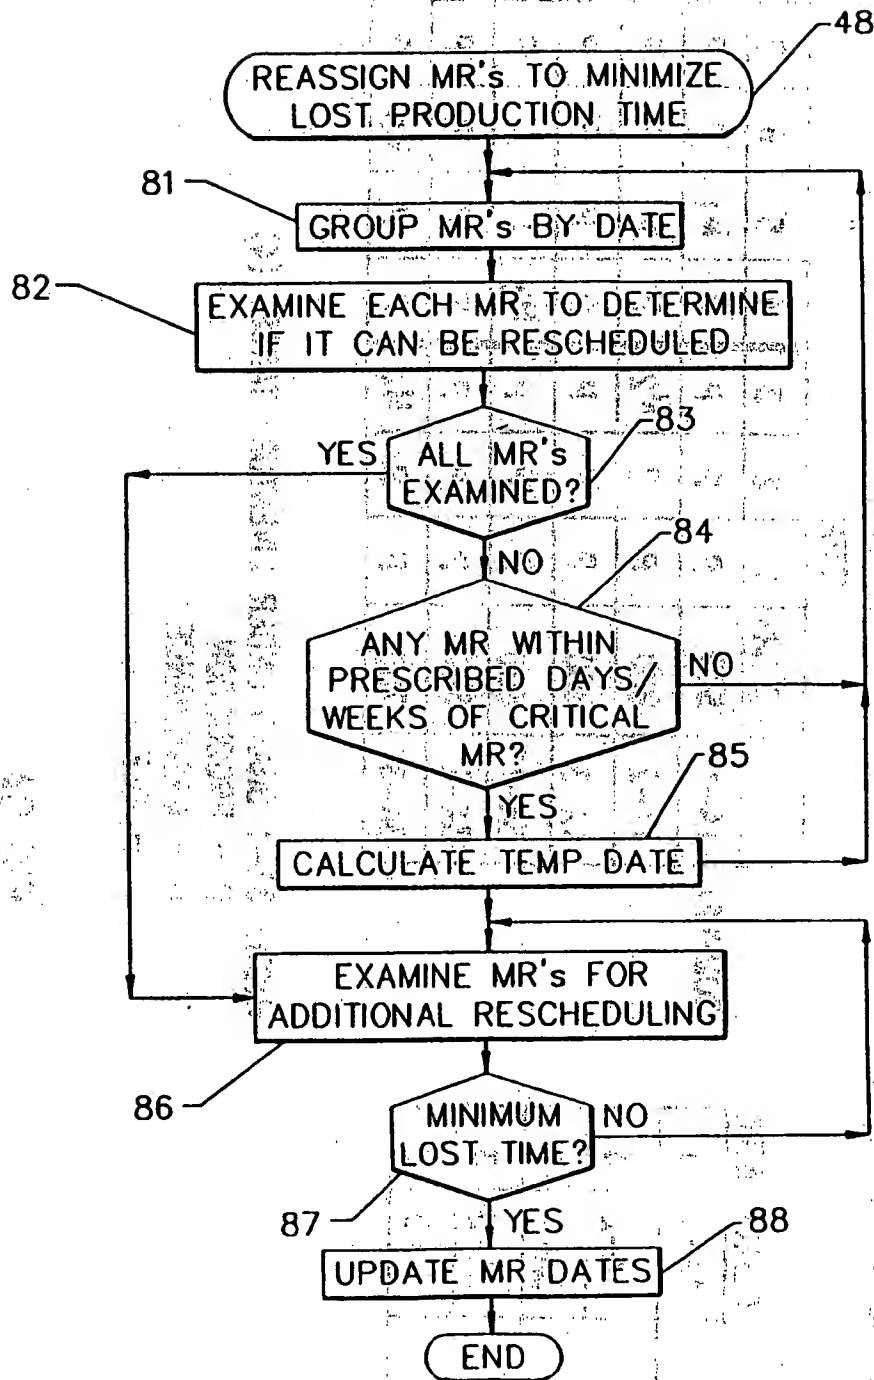 48
REASSIGN MR's TO MINIMIZE
LOST PRODUCTION TIME
81
GROUP MR's BY DATE
82
EXAMINE EACH MR TO DETERMINE
IF IT CAN BE RESCHEDULED
83
YES
ALL MR's
EXAMINED?
NO
84
ANY MR WITHIN
PRESCRIBED DAYS/
WEEKS OF CRITICAL
MR?
NO
85
YES
CALCULATE TEMP DATE
EXAMINE MR's FOR
ADDITIONAL RESCHEDULING
86
MINIMUM
LOST TIME?
NO
87
YES
88
UPDATE MR DATES
END